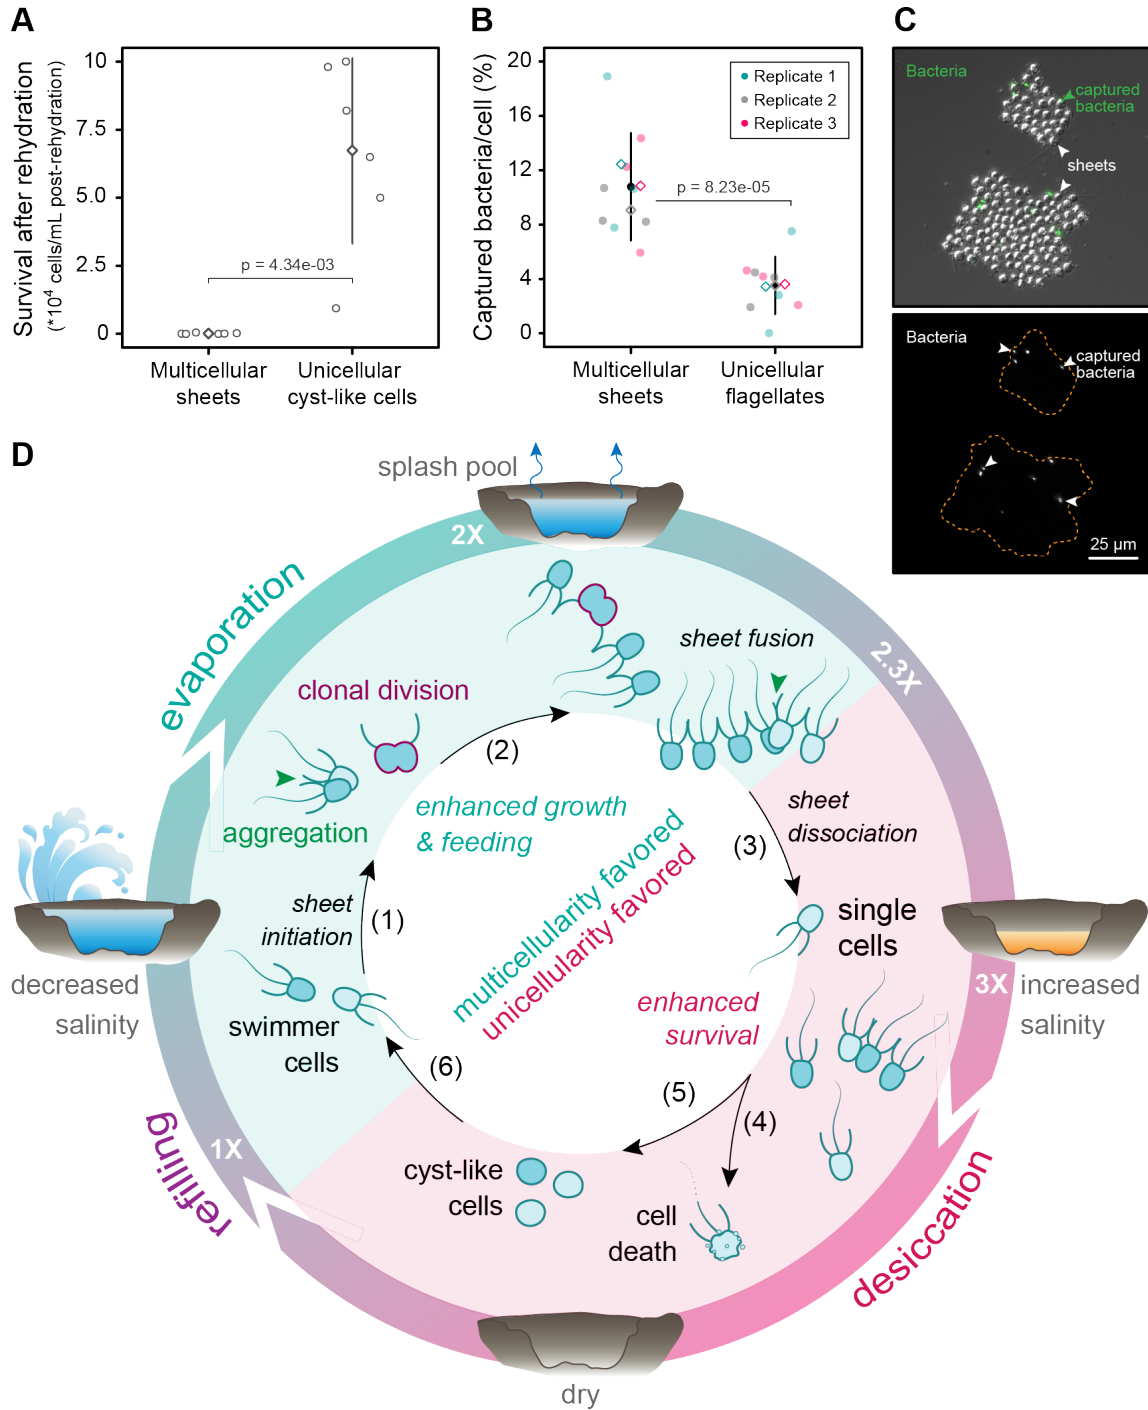 A
Survival after rehydration
(*10⁴ cells/mL post-rehydration)
10
7.5
5.0
2.5
0
p = 4.34e-03
Multicellular
sheets
Unicellular
cyst-like cells
B
Captured bacteria/cell (%)
20
16
12
8
4
0
Replicate 1
Replicate 2
Replicate 3
p = 8.23e-05
Multicellular
sheets
Unicellular
flagellates
C
Bacteria
captured
bacteria
sheets
Bacteria
captured
bacteria
25 µm
D
splash pool
2X
evaporation
clonal division
aggregation
sheet fusion
2.3X
(2)
enhanced growth
& feeding
sheet
dissociation
(3)
multicellularity favored
unicellularity favored
sheet
initiation
(1)
single
cells
decreased
salinity
3X
increased
salinity
swimmer
cells
enhanced
survival
(6)
(5)
(4)
1X
refilling
cyst-like
cells
cell
death
desiccation
dry